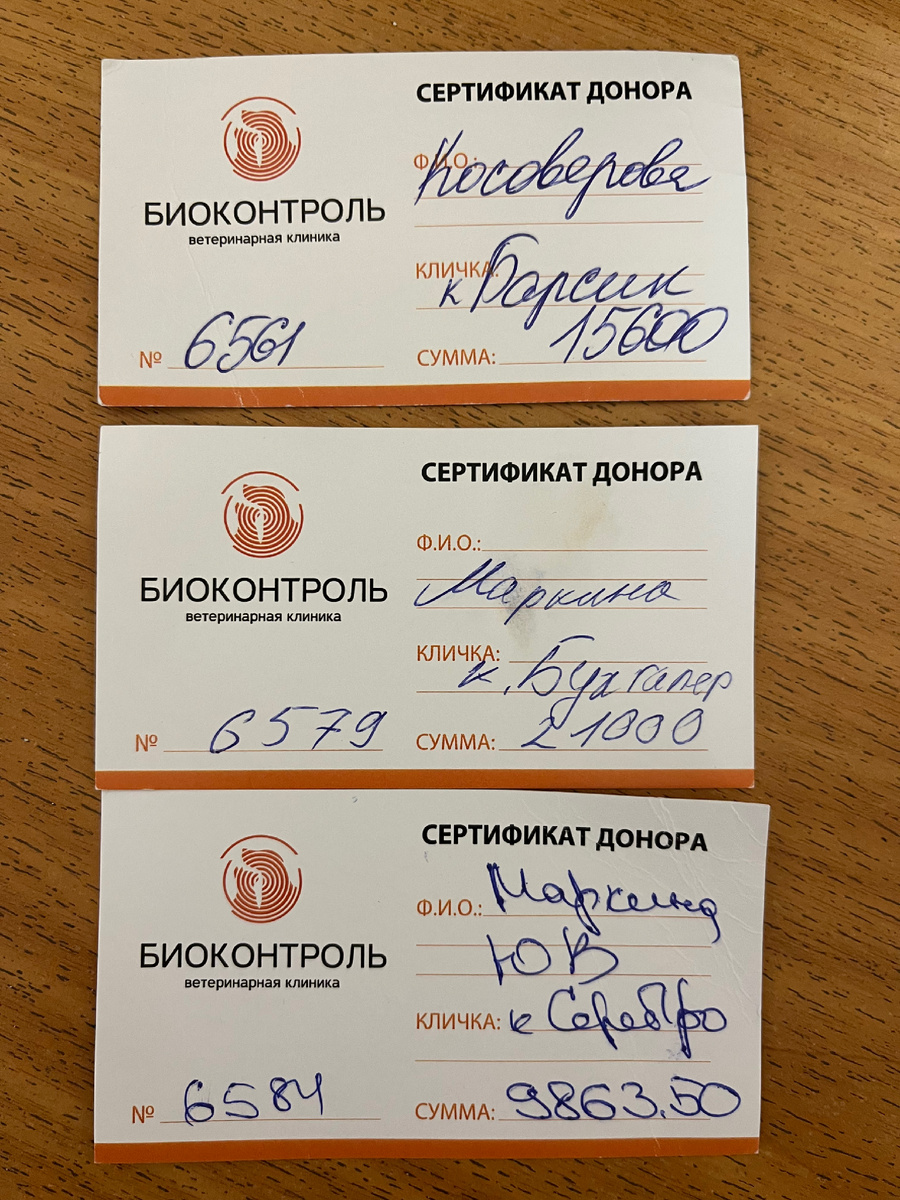 СЕРТИФИКАТ ДОНОРА
Ф.И.О.: Косоверова
БИОКОНТРОЛЬ
ветеринарная клиника
КЛИЧКА: к Барсик
№ 6561
СУММА: 15600
СЕРТИФИКАТ ДОНОРА
Ф.И.О.:
БИОКОНТРОЛЬ
ветеринарная клиника
Маркина
КЛИЧКА:
к. Бухгалтер
№ 6579
СУММА: 21000
СЕРТИФИКАТ ДОНОРА
Ф.И.О.: Маркина
БИОКОНТРОЛЬ
ветеринарная клиника
ЮВ
КЛИЧКА: к Серебро
№ 6584
СУММА: 9863.50